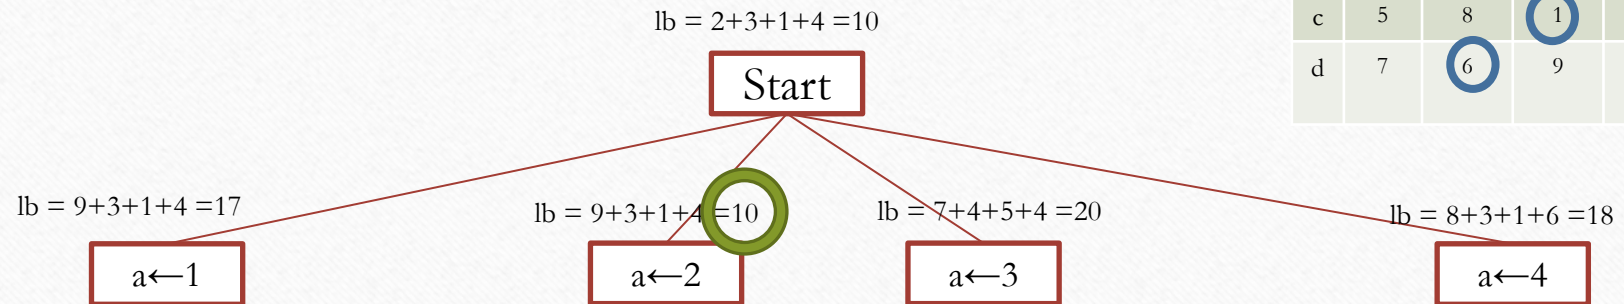 lb = 2+3+1+4 =10
c 5 8 1
d 7 6 9
Start
lb = 9+3+1+4 =17
lb = 9+3+1+4 =10
lb = 7+4+5+4 =20
lb = 8+3+1+6 =18
a←1
a←2
a←3
a←4